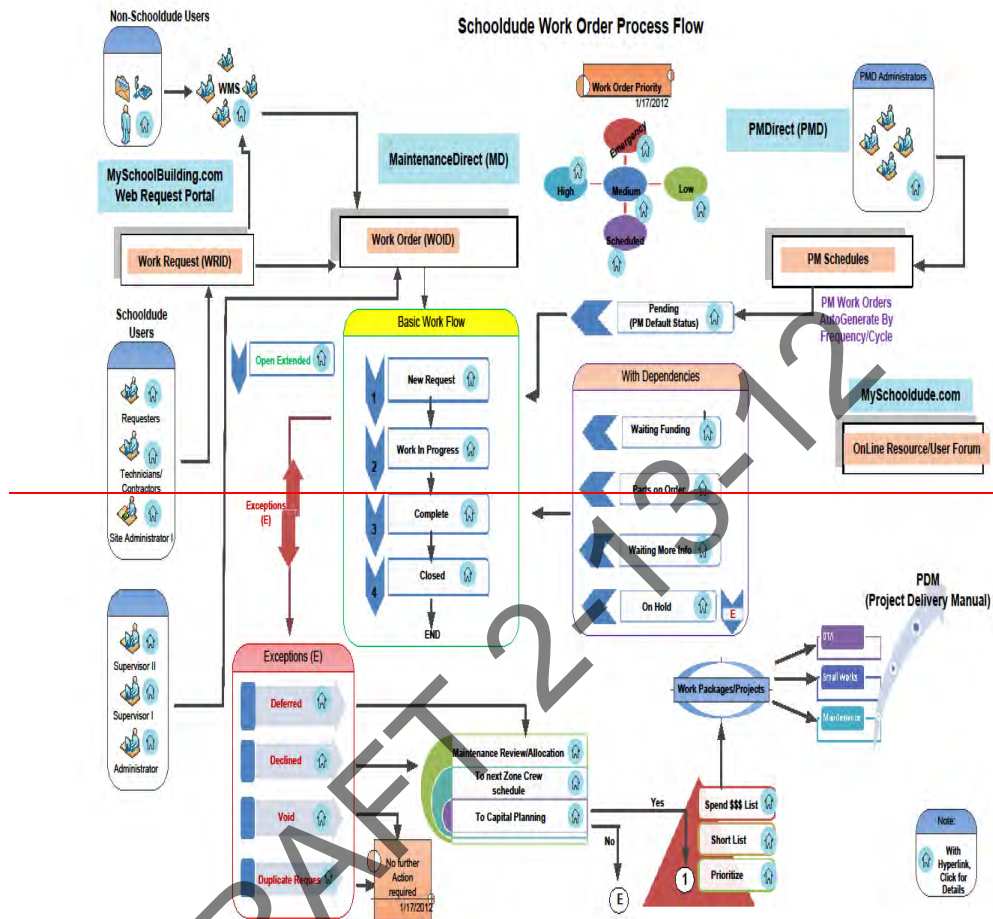 Non-Schooldude Users
Schooldude Work Order Process Flow
WMS
Work Order Priority
1/17/2012
PMD Administrators
MaintenanceDirect (MD)
PMDirect (PMD)
Emergency
High
Medium
Low
Scheduled
MySchoolBuilding.com
Web Request Portal
Work Request (WRID)
Work Order (WOID)
PM Schedules
Schooldude
Users
Requesters
Technicians/
Contractors
Site Administrator I
Open Extended
Basic Work Flow
1
New Request
2
Work In Progress
3
Complete
4
Closed
END
Pending
(PM Default Status)
PM Work Orders
AutoGenerate By
Frequency/Cycle
With Dependencies
Waiting Funding
Parts on Order
Waiting More Info
On Hold
E
MySchooldude.com
OnLine Resource/User Forum
Exceptions
(E)
PDM
(Project Delivery Manual)
Small Works
Maintenance
Work Packages/Projects
Supervisor II
Supervisor I
Administrator
Exceptions (E)
Deferred
Declined
Void
Duplicate Reques
No further
Action
required
1/17/2012
Maintenance Review/Allocation
To next Zone Crew
schedule
To Capital Planning
Yes
No
E
1
Spend $$$ List
Short List
Prioritize
Note:
With
Hyperlink,
Click for
Details
DRAFT 2-13-12